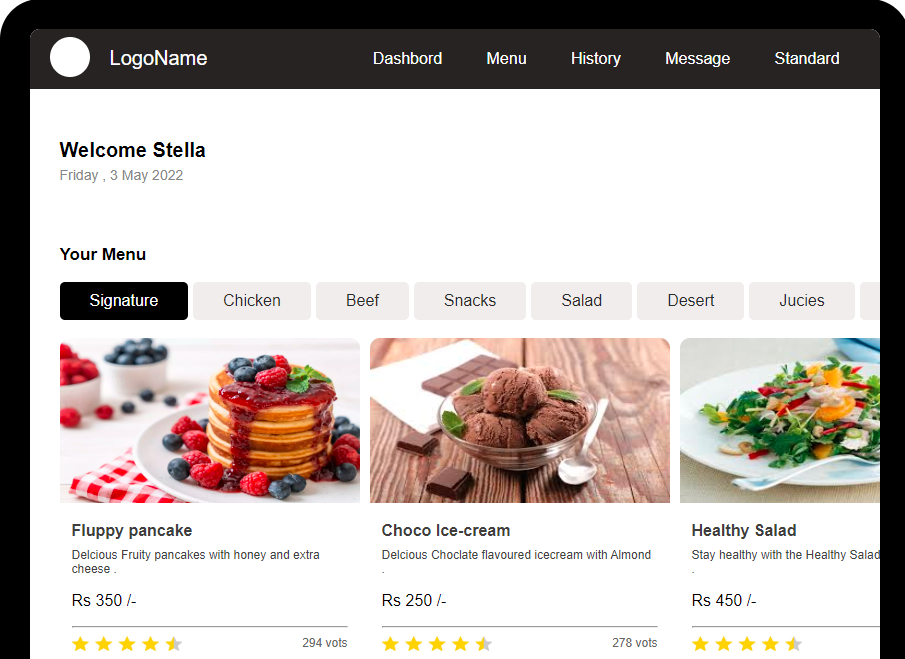 LogoName Dashbord Menu History Message Standard
Welcome Stella
Friday , 3 May 2022
Your Menu
Signature Chicken Beef Snacks Salad Desert Jucies
Fluppy pancake
Delcious Fruity pancakes with honey and extra
cheese .
Rs 350 /-
294 vots
Choco Ice-cream
Delcious Choclate flavoured icecream with Almond
.
Rs 250 /-
278 vots
Healthy Salad
Stay healthy with the Healthy Salad
.
Rs 450 /-